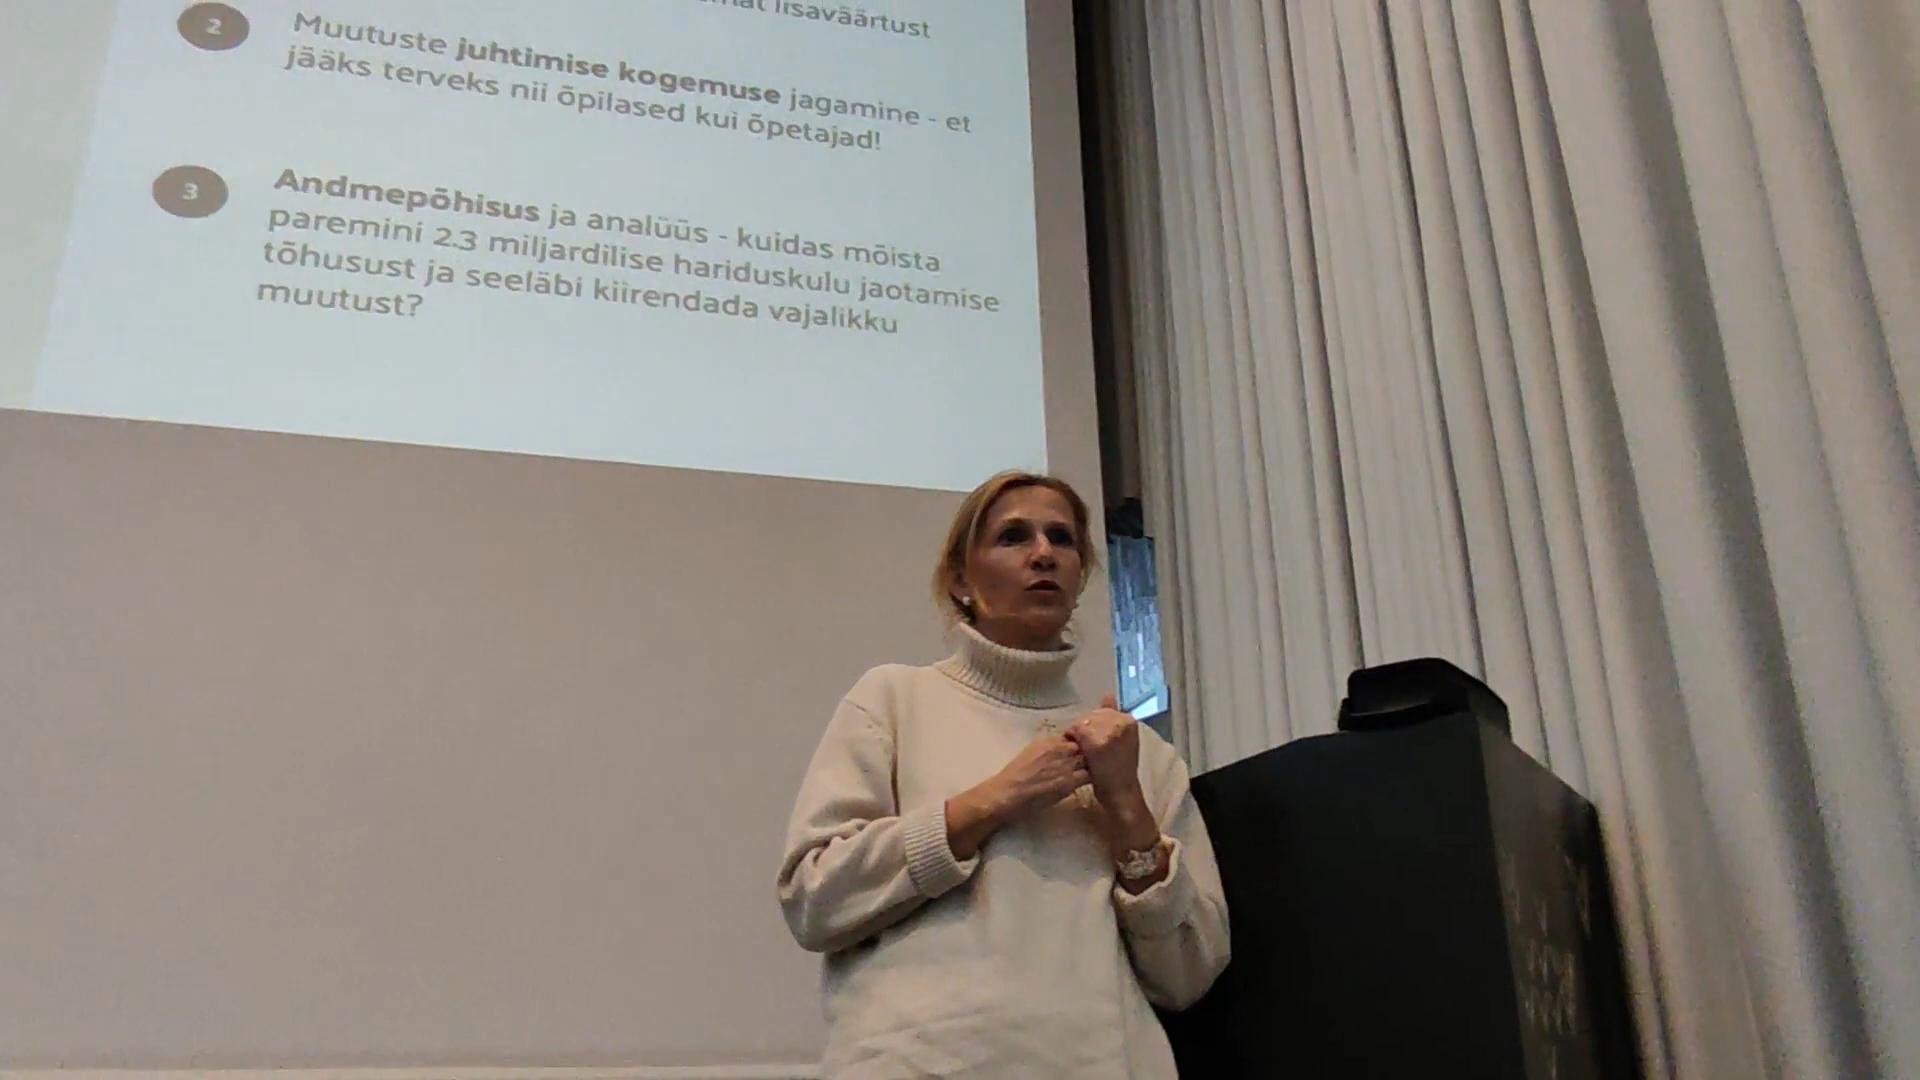 lisaväärtust
2
Muutuste juhtimise kogemuse jagamine - et
jääks terveks nii õpilased kui õpetajad!
3
Andmepõhisus ja analüüs - kuidas mõista
paremini 2.3 miljardilise hariduskulu jaotamise
tõhusust ja seeläbi kiirendada vajalikku
muutust?